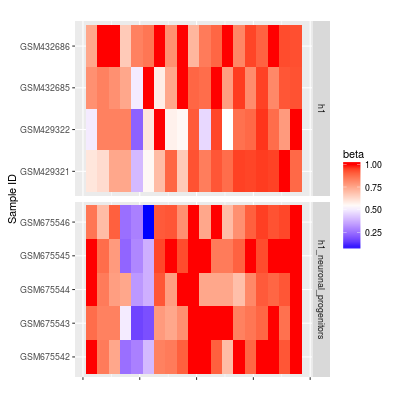 GSM432686
GSM432685
GSM429322
GSM429321
h1
GSM675546
GSM675545
GSM675544
GSM675543
GSM675542
h1_neuronal_progenitors
Sample ID
beta
1.00
0.75
0.50
0.25